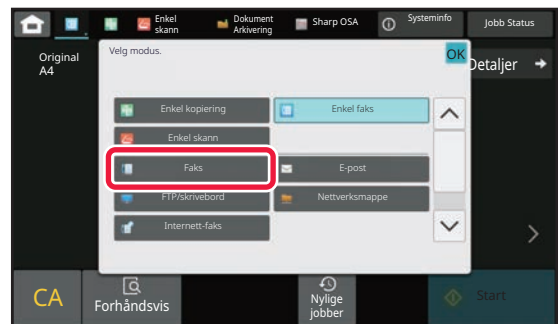 Enkel
skann
Dokument
Arkivering
Sharp OSA
Systeminfo
Jobb Status
Original
A4
Velg modus.
OK
Detaljer
Enkel kopiering
Enkel faks
Enkel skann
Faks
E-post
FTP/skrivebord
Nettverksmappe
Internett-faks
CA
Forhåndsvis
Nylige
jobber
Start